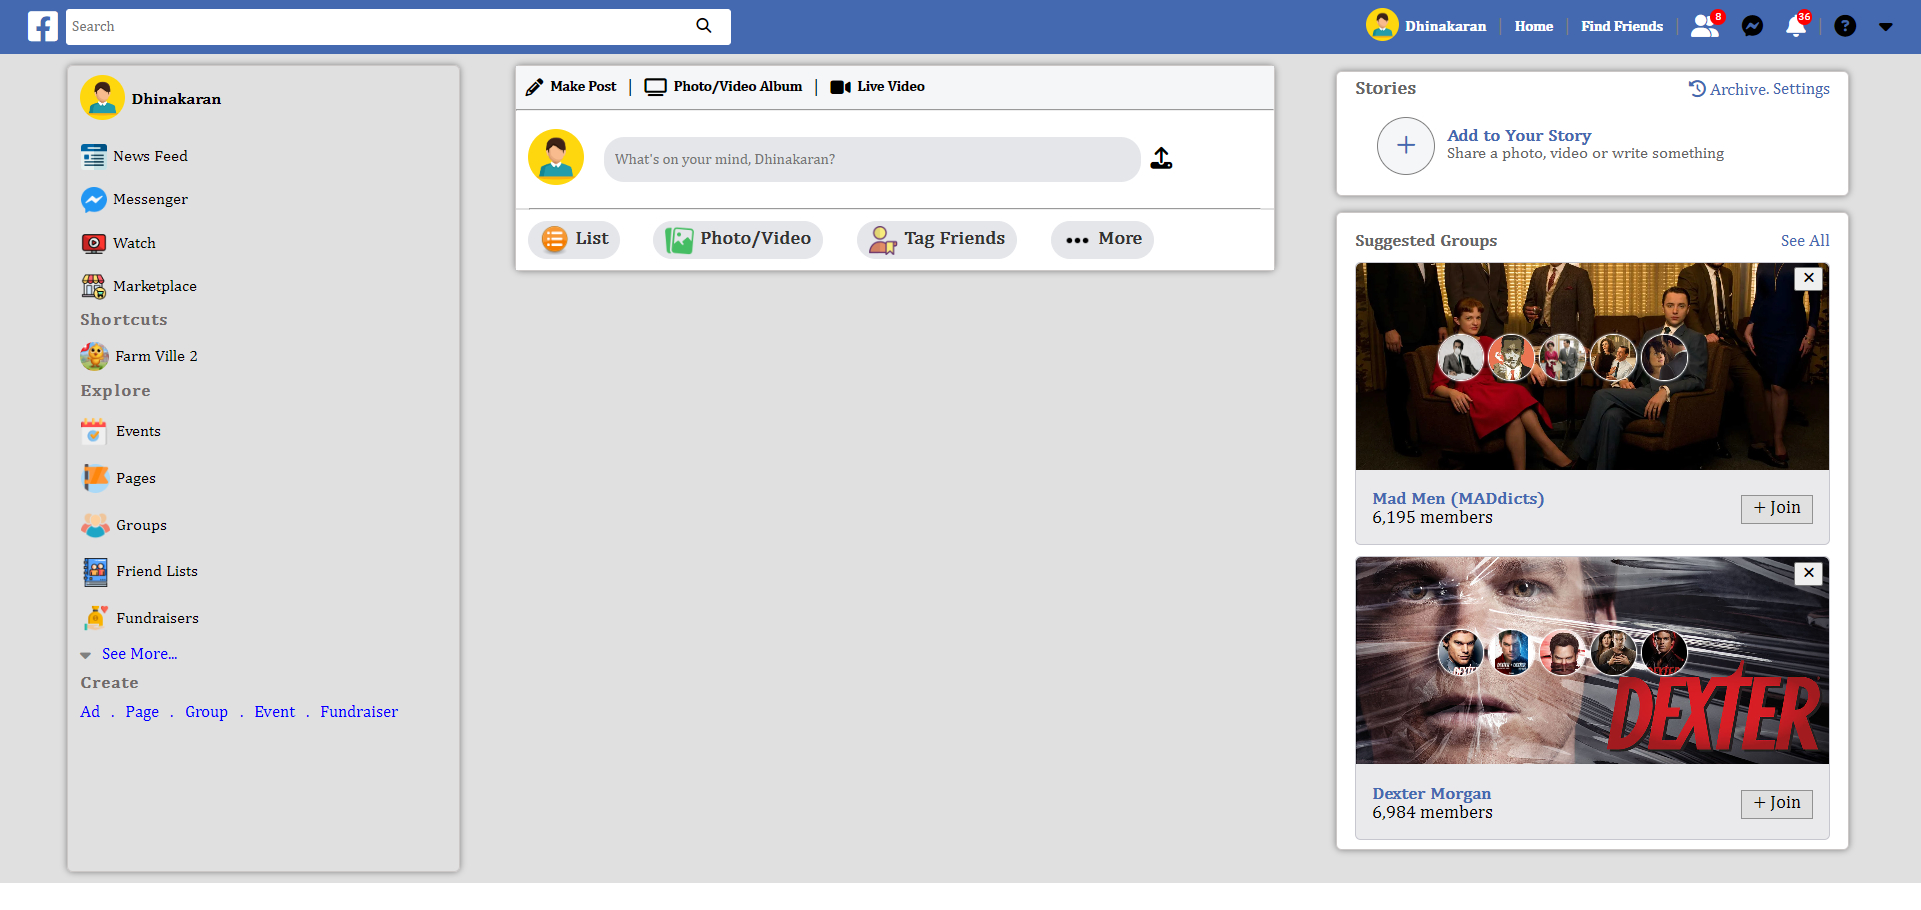 Search
Dhinakaran
Home
Find Friends
8
36
?
Dhinakaran
News Feed
Messenger
Watch
Marketplace
Shortcuts
Farm Ville 2
Explore
Events
Pages
Groups
Friend Lists
Fundraisers
See More...
Create
Ad . Page . Group . Event . Fundraiser
Make Post | Photo/Video Album | Live Video
What's on your mind, Dhinakaran?
List
Photo/Video
Tag Friends
More
Stories
Archive. Settings
Add to Your Story
Share a photo, video or write something
Suggested Groups
See All
Mad Men (MADdicts)
6,195 members
+ Join
DEXTER
Dexter Morgan
6,984 members
+ Join